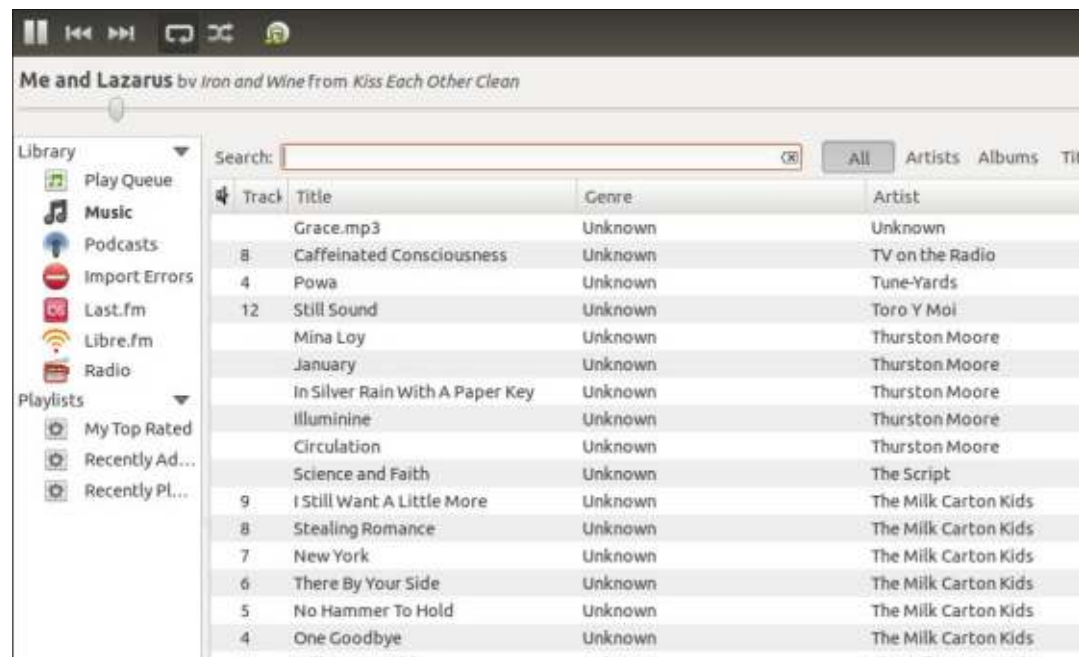 Me and Lazarus by Iron and Wine from Kiss Each Other Clean
Library
Play Queue
Music
Podcasts
Import Errors
Last.fm
Libre.fm
Radio
Playlists
My Top Rated
Recently Ad...
Recently Pl...
Search: All Artists Albums Tit
Track Title Genre Artist
Grace.mp3 Unknown Unknown
8 Caffeinated Consciousness Unknown TV on the Radio
4 Powa Unknown Tune-Yards
12 Still Sound Unknown Toro Y Moi
Mina Loy Unknown Thurston Moore
January Unknown Thurston Moore
In Silver Rain With A Paper Key Unknown Thurston Moore
Illuminine Unknown Thurston Moore
Circulation Unknown Thurston Moore
Science and Faith Unknown The Script
9 I Still Want A Little More Unknown The Milk Carton Kids
8 Stealing Romance Unknown The Milk Carton Kids
7 New York Unknown The Milk Carton Kids
6 There By Your Side Unknown The Milk Carton Kids
5 No Hammer To Hold Unknown The Milk Carton Kids
4 One Goodbye Unknown The Milk Carton Kids